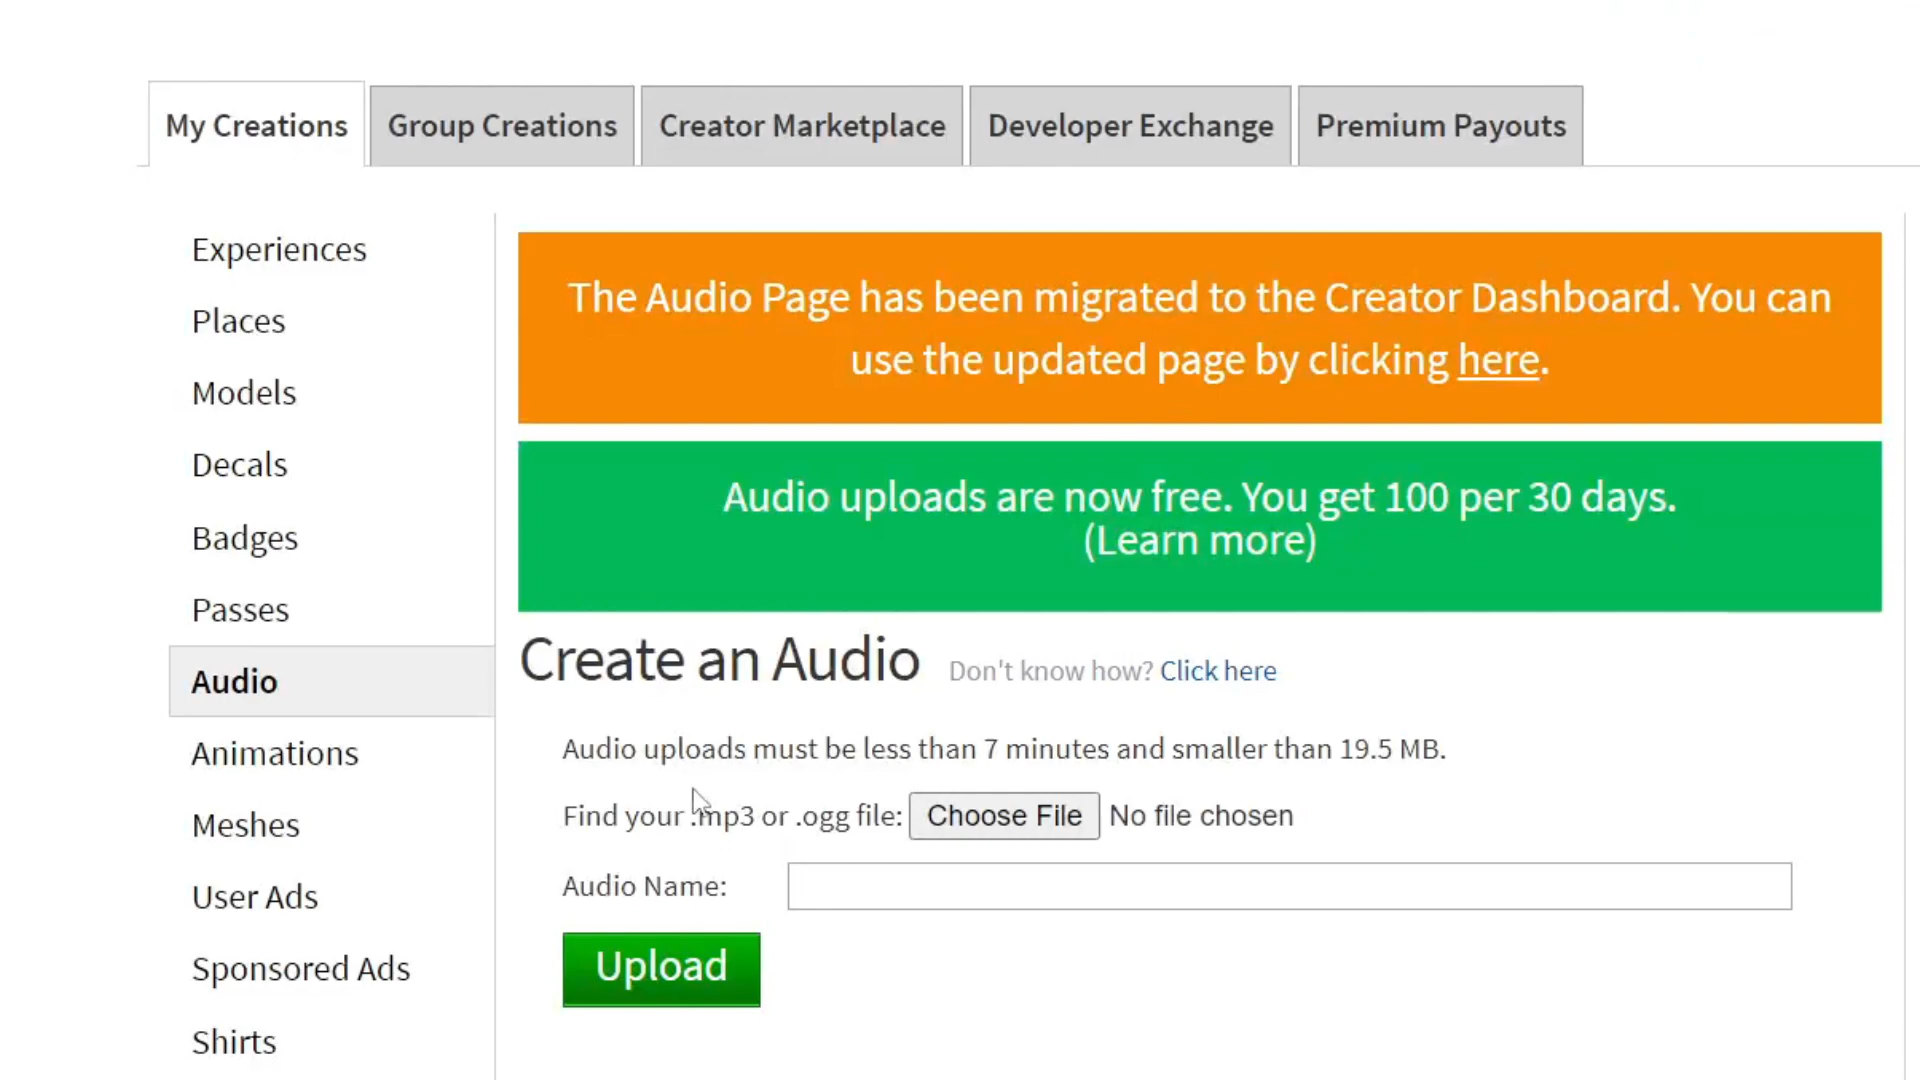 My Creations
Group Creations
Creator Marketplace
Developer Exchange
Premium Payouts
Experiences
Places
Models
Decals
Badges
Passes
Audio
Animations
Meshes
User Ads
Sponsored Ads
Shirts
The Audio Page has been migrated to the Creator Dashboard. You can
use the updated page by clicking here.
Audio uploads are now free. You get 100 per 30 days.
(Learn more)
Create an Audio Don't know how? Click here
Audio uploads must be less than 7 minutes and smaller than 19.5 MB.
Find your .mp3 or .ogg file: Choose File No file chosen
Audio Name:
Upload